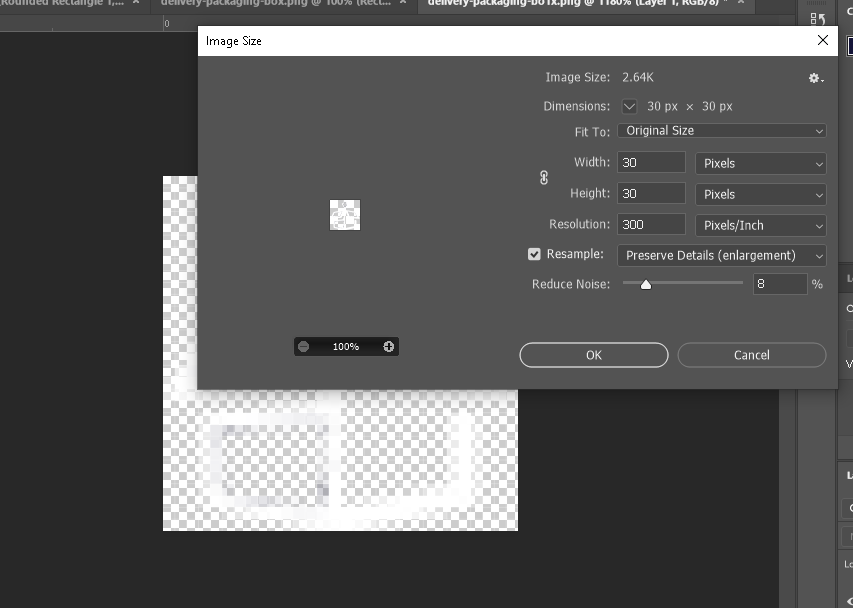 Rounded Rectangle 1,... × delivery-packaging-box.png @ 100% (Rect... × delivery-packaging-bo1x.png @ 1180% (Layer 1, RGB/8) * ×
0
Image Size
Image Size: 2.64K
Dimensions: 30 px × 30 px
Fit To: Original Size
Width: 30 Pixels
Height: 30 Pixels
Resolution: 300 Pixels/Inch
Resample: Preserve Details (enlargement)
Reduce Noise: 8 %
100%
OK Cancel